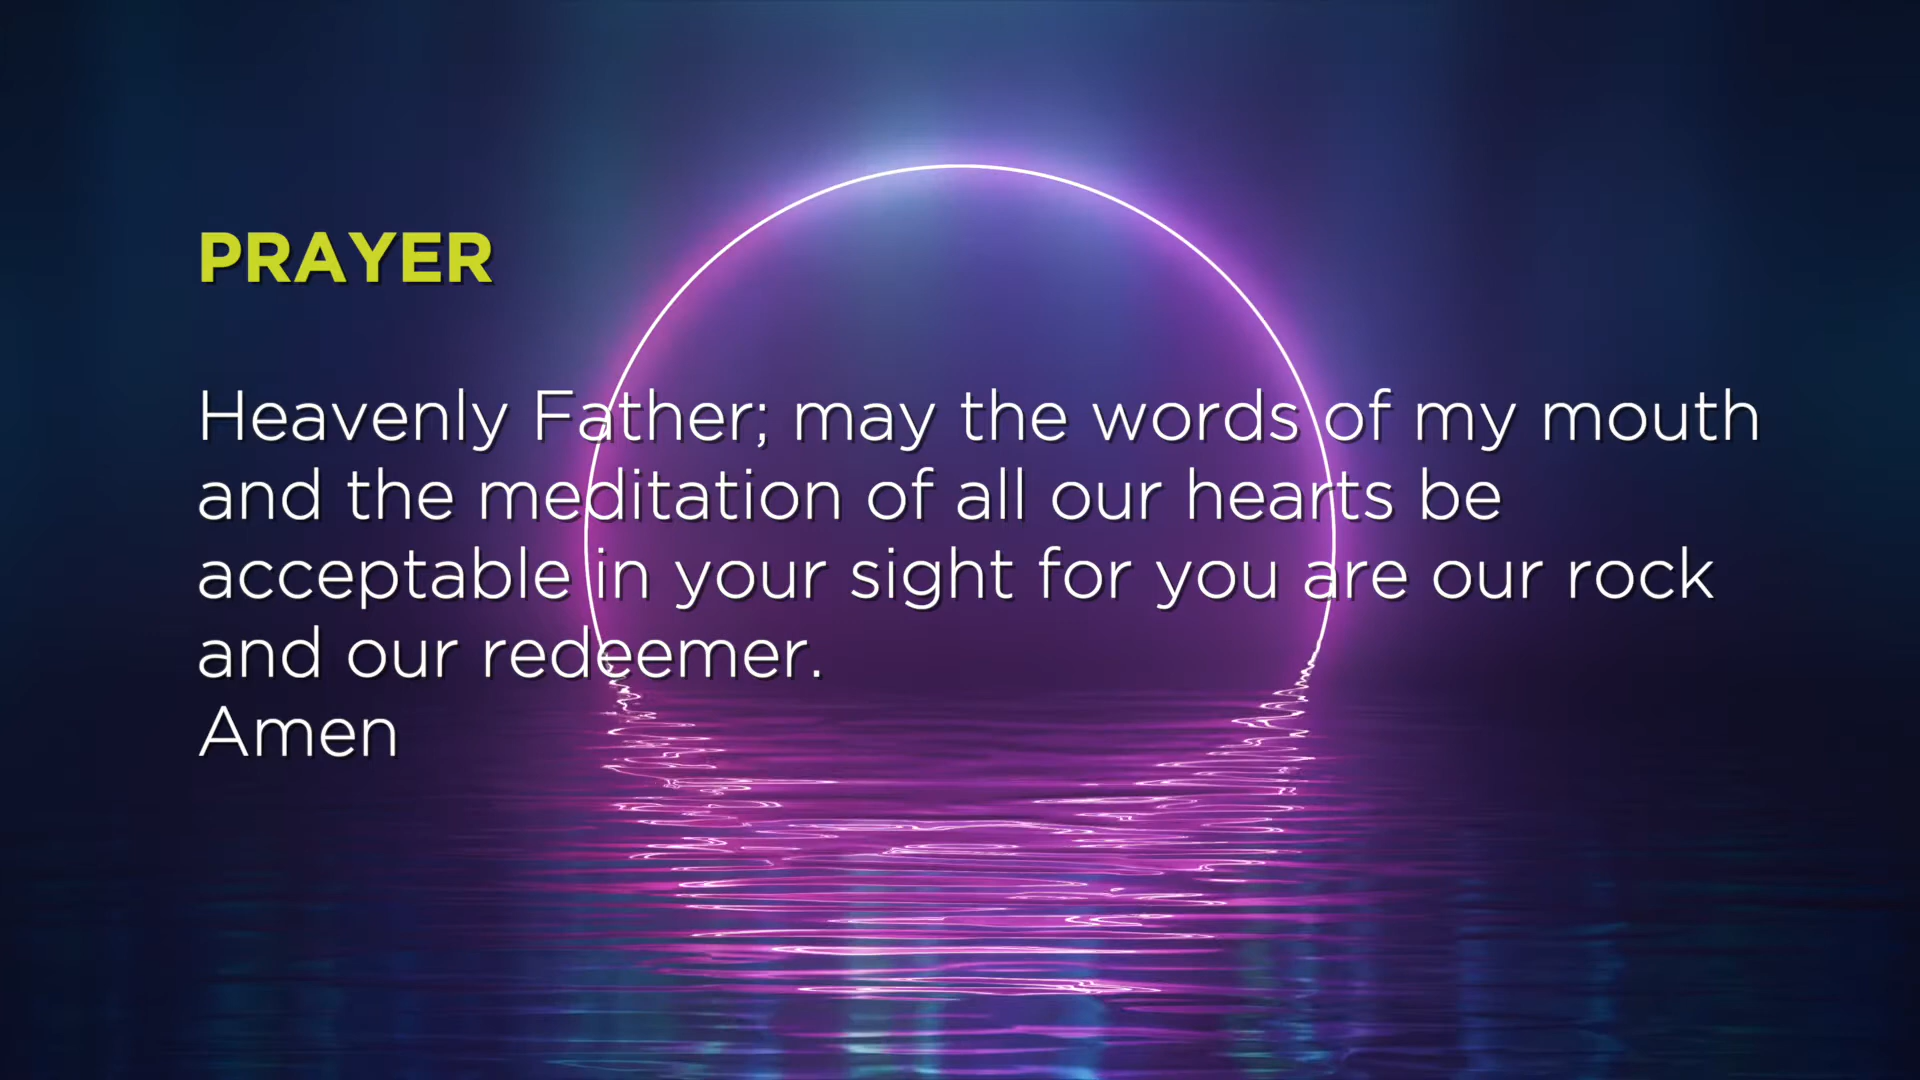 PRAYER
Heavenly Father; may the words of my mouth
and the meditation of all our hearts be
acceptable in your sight for you are our rock
and our redeemer.
Amen